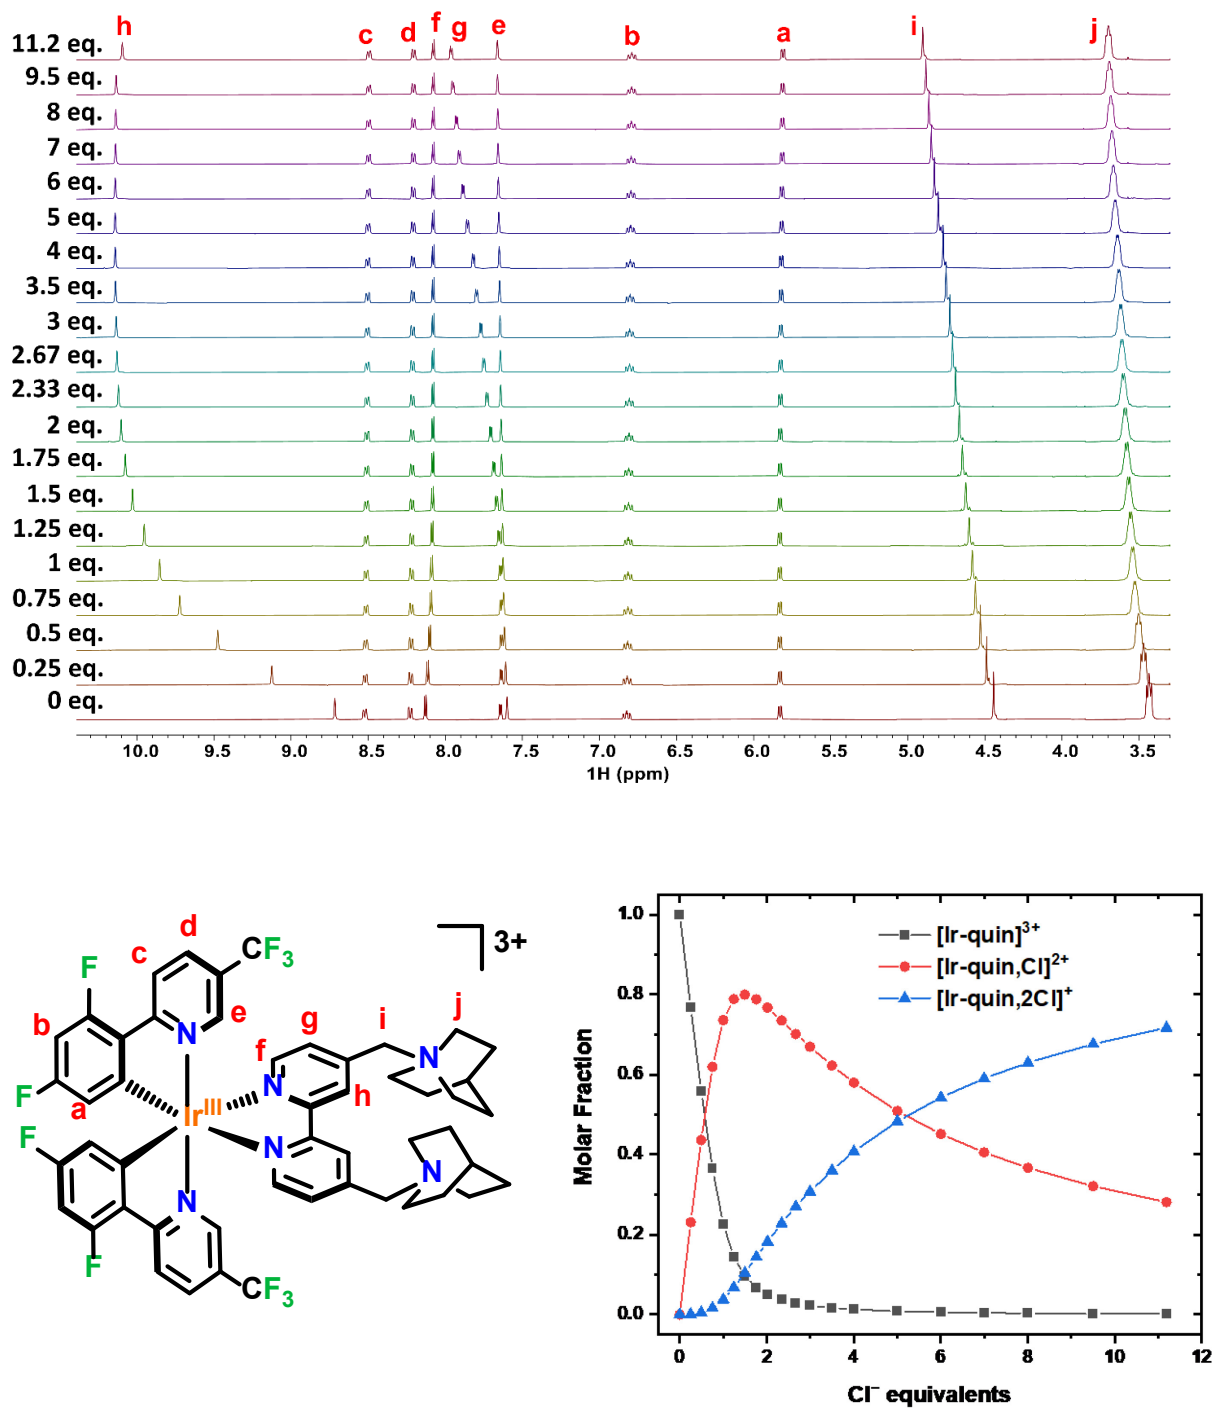 h c d f g e b a i j
11.2 eq.
9.5 eq.
8 eq.
7 eq.
6 eq.
5 eq.
4 eq.
3.5 eq.
3 eq.
2.67 eq.
2.33 eq.
2 eq.
1.75 eq.
1.5 eq.
1.25 eq.
1 eq.
0.75 eq.
0.5 eq.
0.25 eq.
0 eq.
10.0 9.5 9.0 8.5 8.0 7.5 7.0 6.5 6.0 5.5 5.0 4.5 4.0 3.5
1H (ppm)
3+
d
c
CF3
F
e
b
N
g
i
j
f
N
N
h
F
a
IrIII
F
N
N
N
F
CF3
1.0
0.8
0.6
0.4
0.2
0.0
Molar Fraction
[Ir-quin]3+
[Ir-quin,Cl]2+
[Ir-quin,2Cl]+
0 2 4 6 8 10 12
Cl− equivalents